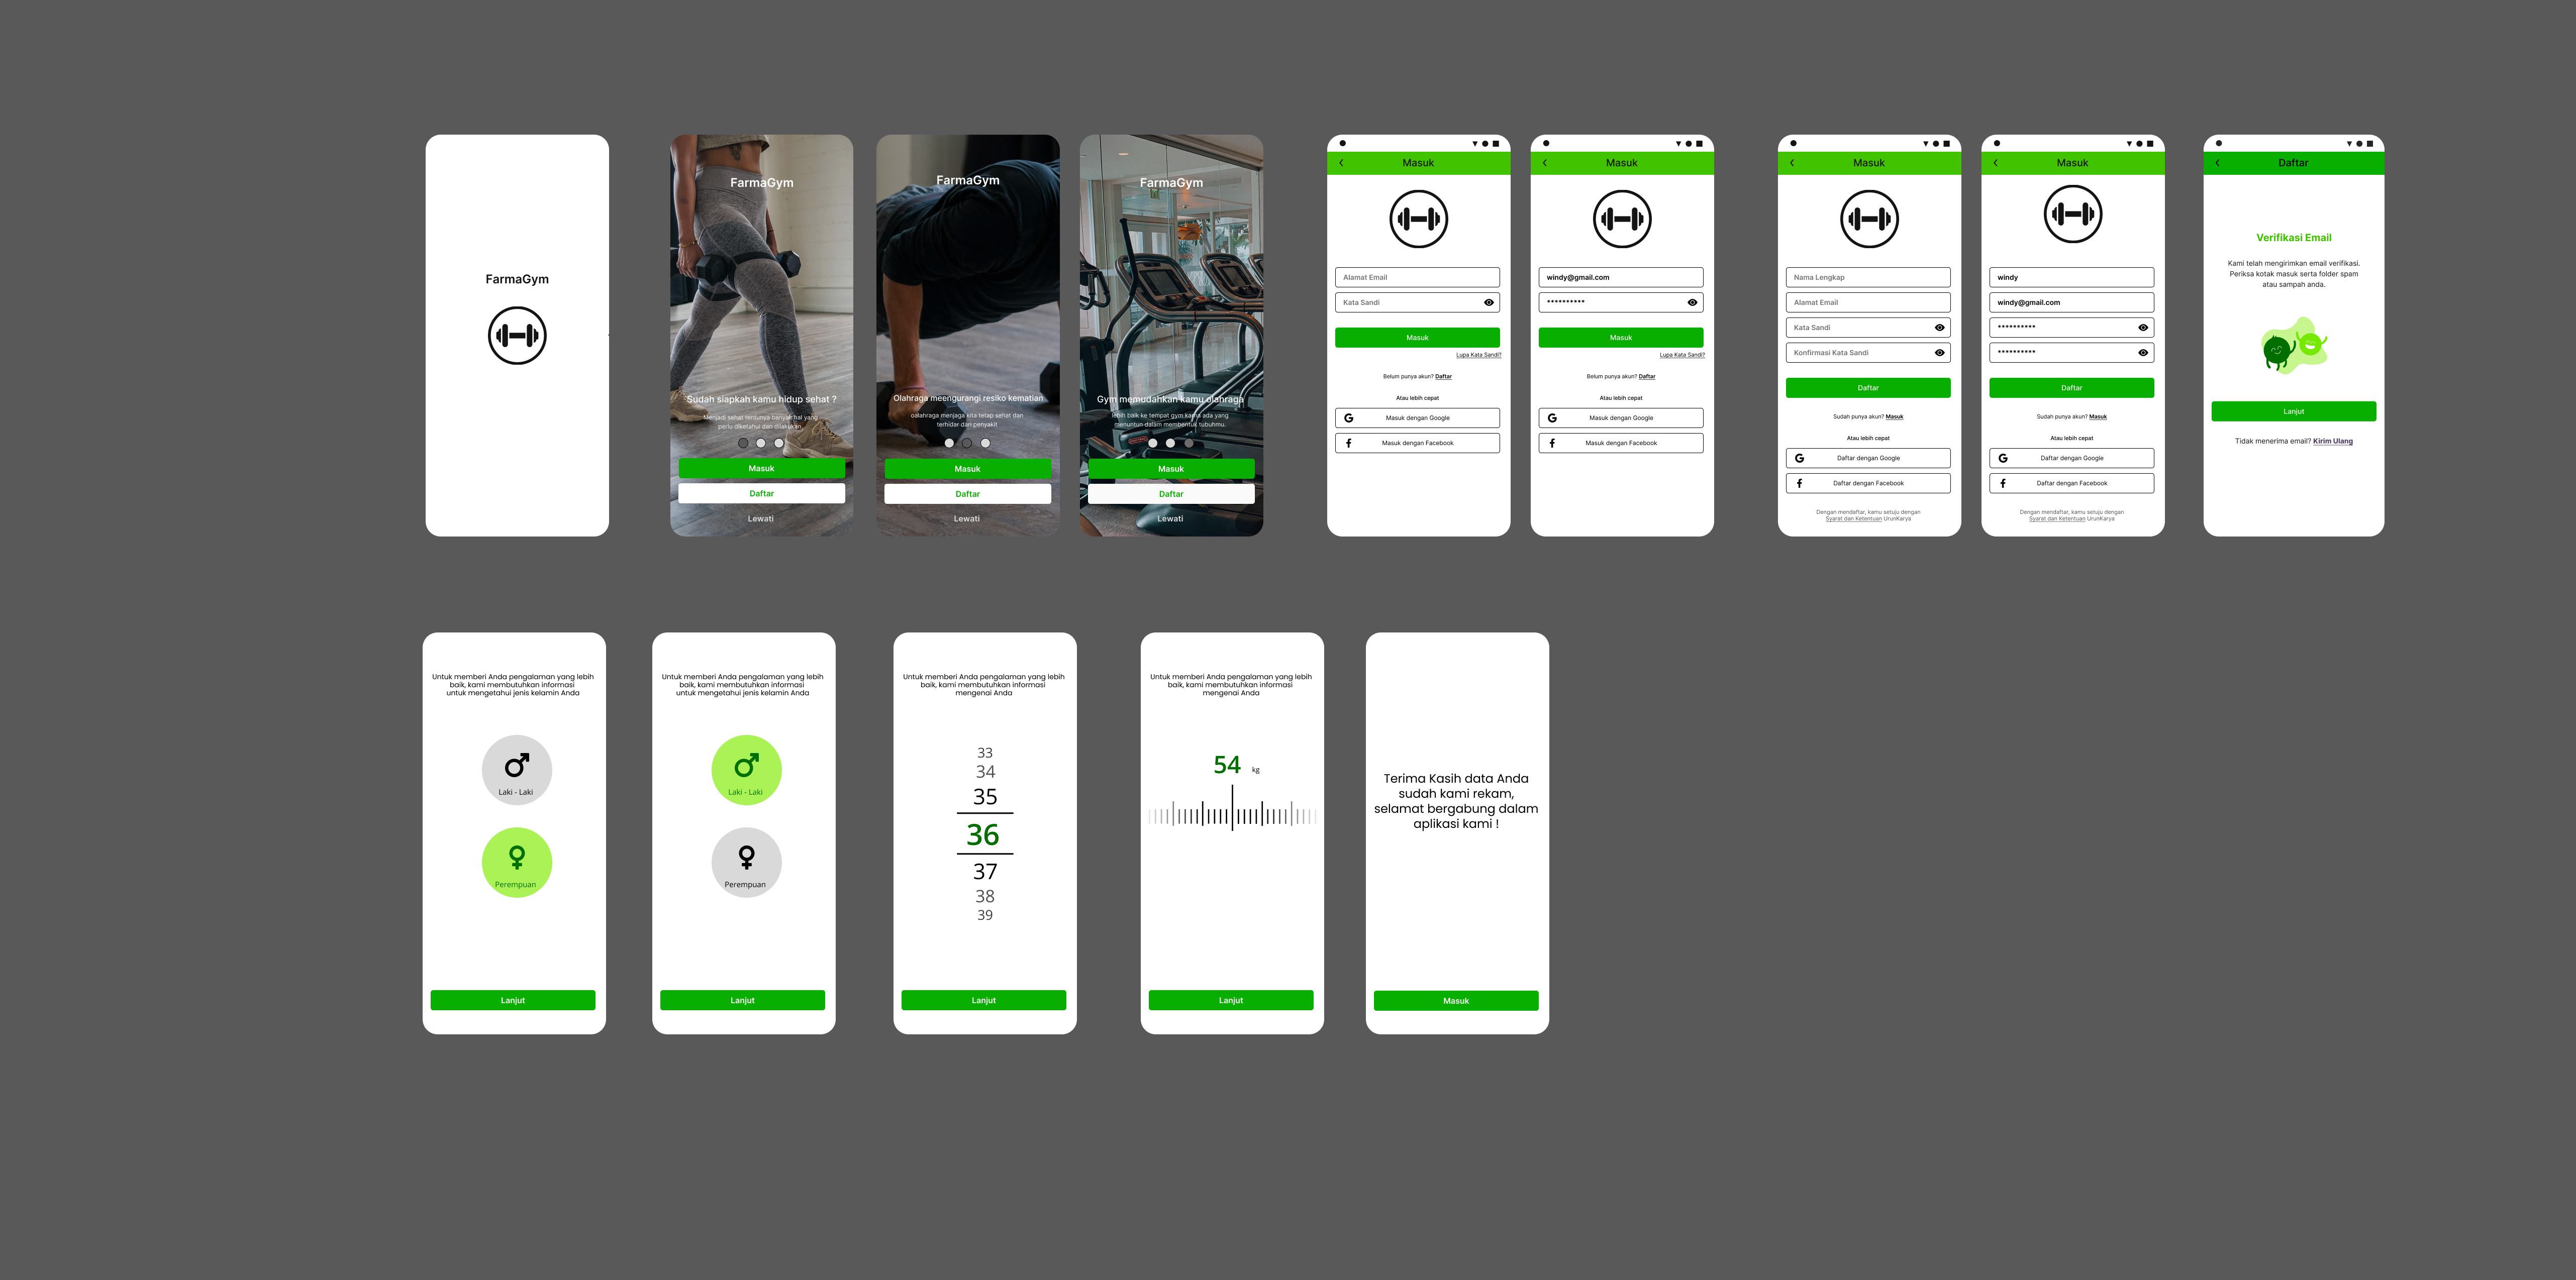 FarmaGym
FarmaGym
Sudah siapkah kamu hidup sehat ?
Menjadi sehat tentunya banyak hal yang
perlu diketahui dan dilakukan.
Masuk
Daftar
Lewati
FarmaGym
Olahraga meengurangi resiko kematian
oalahraga menjaga kita tetap sehat dan
terhidar dari penyakit
Masuk
Daftar
Lewati
FarmaGym
Gym memudahkan kamu olahraga
lebih baik ke tempat gym karna ada yang
menuntun dalam membentuk tubuhmu.
Masuk
Daftar
Lewati
Masuk
Alamat Email
Kata Sandi
Masuk
Lupa Kata Sandi?
Belum punya akun? Daftar
Atau lebih cepat
Masuk dengan Google
Masuk dengan Facebook
Masuk
windy@gmail.com
**********
Masuk
Lupa Kata Sandi?
Belum punya akun? Daftar
Atau lebih cepat
Masuk dengan Google
Masuk dengan Facebook
Masuk
Nama Lengkap
Alamat Email
Kata Sandi
Konfirmasi Kata Sandi
Daftar
Sudah punya akun? Masuk
Atau lebih cepat
Daftar dengan Google
Daftar dengan Facebook
Dengan mendaftar, kamu setuju dengan
Syarat dan Ketentuan UrunKarya
Masuk
windy
windy@gmail.com
**********
**********
Daftar
Sudah punya akun? Masuk
Atau lebih cepat
Daftar dengan Google
Daftar dengan Facebook
Dengan mendaftar, kamu setuju dengan
Syarat dan Ketentuan UrunKarya
Daftar
Verifikasi Email
Kami telah mengirimkan email verifikasi.
Periksa kotak masuk serta folder spam
atau sampah anda.
Lanjut
Tidak menerima email? Kirim Ulang
Untuk memberi Anda pengalaman yang lebih
baik, kami membutuhkan informasi
untuk mengetahui jenis kelamin Anda
Laki - Laki
Perempuan
Lanjut
Untuk memberi Anda pengalaman yang lebih
baik, kami membutuhkan informasi
untuk mengetahui jenis kelamin Anda
Laki - Laki
Perempuan
Lanjut
Untuk memberi Anda pengalaman yang lebih
baik, kami membutuhkan informasi
mengenai Anda
33
34
35
36
37
38
39
Lanjut
Untuk memberi Anda pengalaman yang lebih
baik, kami membutuhkan informasi
mengenai Anda
54 kg
Lanjut
Terima Kasih data Anda
sudah kami rekam,
selamat bergabung dalam
aplikasi kami !
Masuk